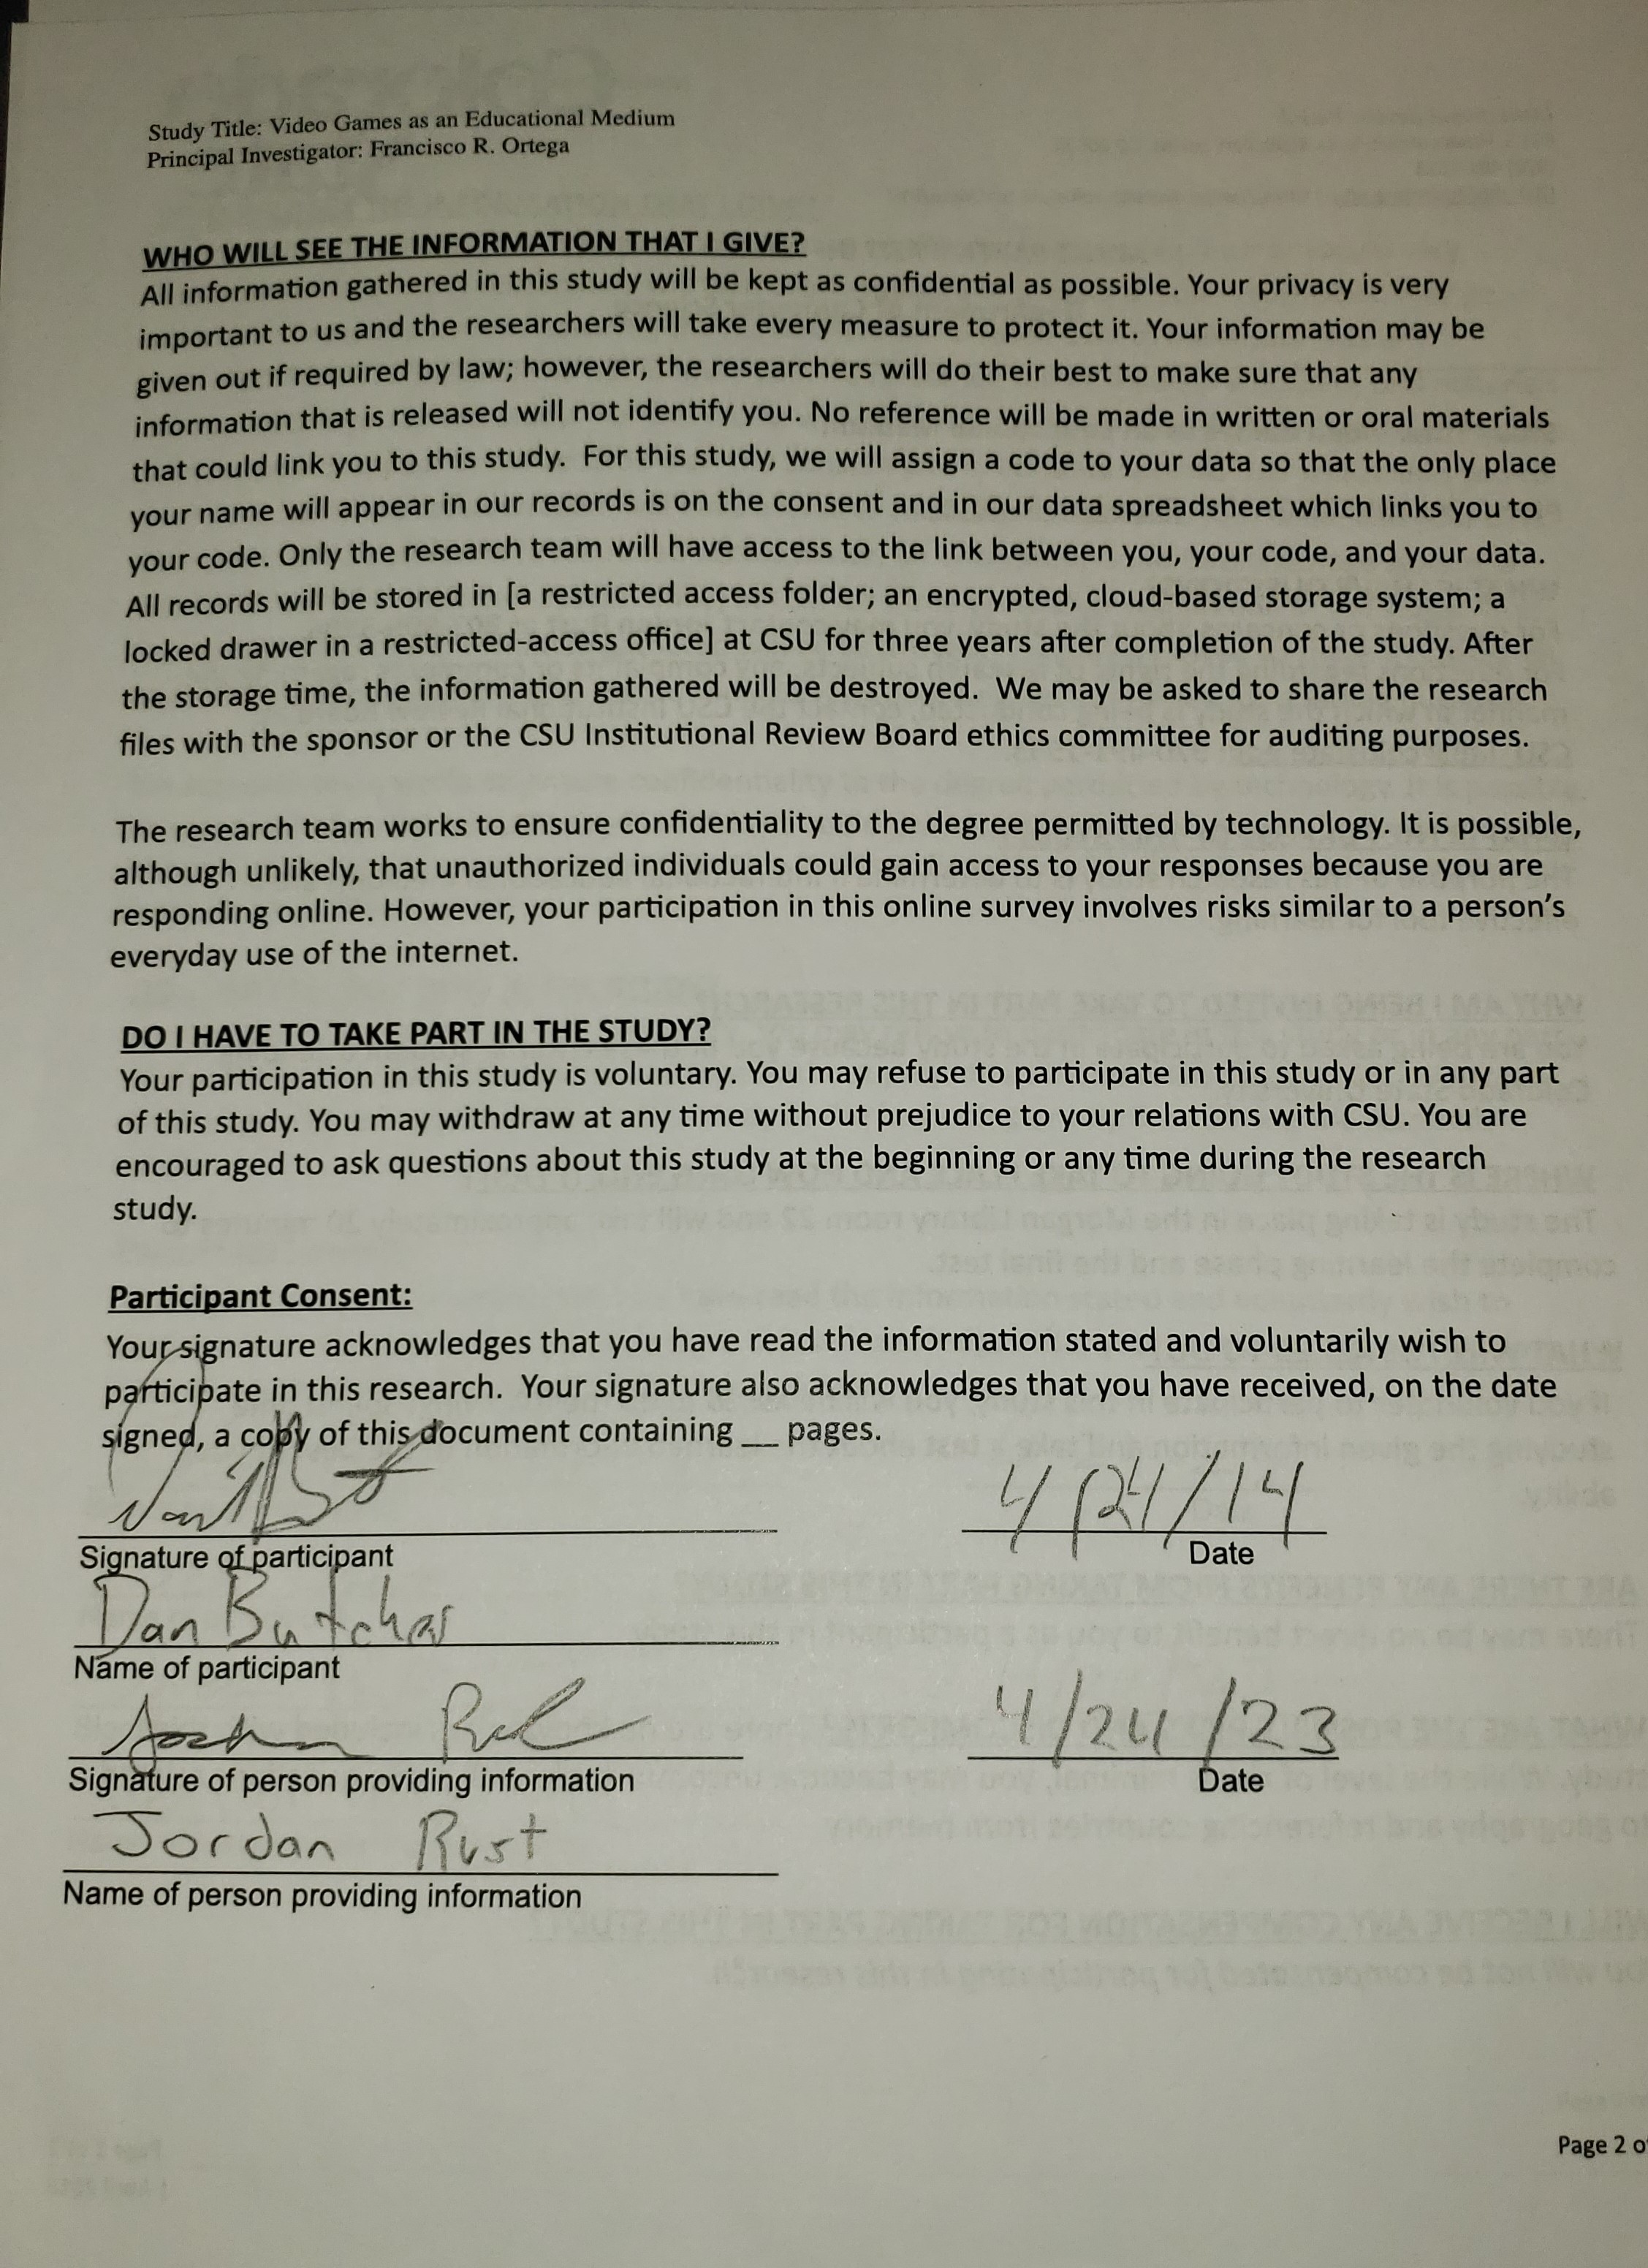 Study Title: Video Games as an Educational Medium
Principal Investigator: Francisco R. Ortega
WHO WILL SEE THE INFORMATION THAT I GIVE?
All information gathered in this study will be kept as confidential as possible. Your privacy is very
important to us and the researchers will take every measure to protect it. Your information may be
given out if required by law; however, the researchers will do their best to make sure that any
information that is released will not identify you. No reference will be made in written or oral materials
that could link you to this study. For this study, we will assign a code to your data so that the only place
your name will appear in our records is on the consent and in our data spreadsheet which links you to
your code. Only the research team will have access to the link between you, your code, and your data.
All records will be stored in [a restricted access folder; an encrypted, cloud-based storage system; a
locked drawer in a restricted-access office] at CSU for three years after completion of the study. After
the storage time, the information gathered will be destroyed. We may be asked to share the research
files with the sponsor or the CSU Institutional Review Board ethics committee for auditing purposes.
The research team works to ensure confidentiality to the degree permitted by technology. It is possible,
although unlikely, that unauthorized individuals could gain access to your responses because you are
responding online. However, your participation in this online survey involves risks similar to a person's
everyday use of the internet.
DO I HAVE TO TAKE PART IN THE STUDY?
Your participation in this study is voluntary. You may refuse to participate in this study or in any part
of this study. You may withdraw at any time without prejudice to your relations with CSU. You are
encouraged to ask questions about this study at the beginning or any time during the research
study.
Participant Consent:
Your signature acknowledges that you have read the information stated and voluntarily wish to
participate in this research. Your signature also acknowledges that you have received, on the date
signed, a copy of this document containing __ pages.
4/24/14
Signature of participant Date
Dan Butcher
Name of participant
4/24/23
Signature of person providing information Date
Jordan Rust
Name of person providing information
Page 2